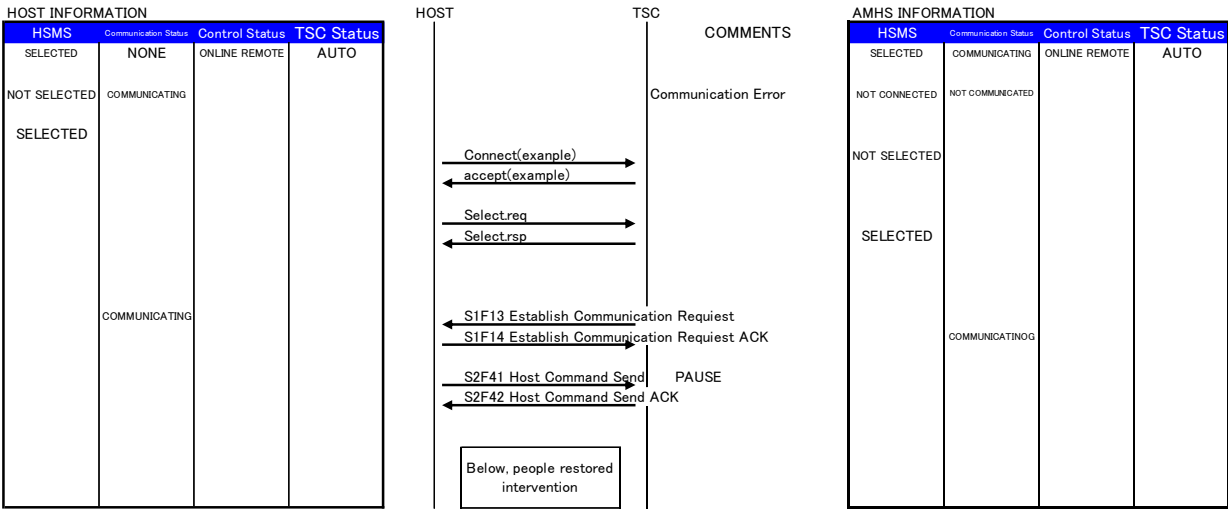 HOST INFORMATION
HOST TSC
AMHS INFORMATION
HSMS Communication Status Control Status TSC Status
COMMENTS
HSMS Communication Status Control Status TSC Status
SELECTED NONE ONLINE REMOTE AUTO
SELECTED COMMUNICATING ONLINE REMOTE AUTO
NOT SELECTED COMMUNICATING
Communication Error
NOT CONNECTED NOT COMMUNICATED
SELECTED
Connect(exanple)
NOT SELECTED
accept(example)
Select.req
Select.rsp
SELECTED
COMMUNICATING
S1F13 Establish Communication Requiest
S1F14 Establish Communication Requiest ACK
COMMUNICATINOG
S2F41 Host Command Send PAUSE
S2F42 Host Command Send ACK
Below, people restored
intervention